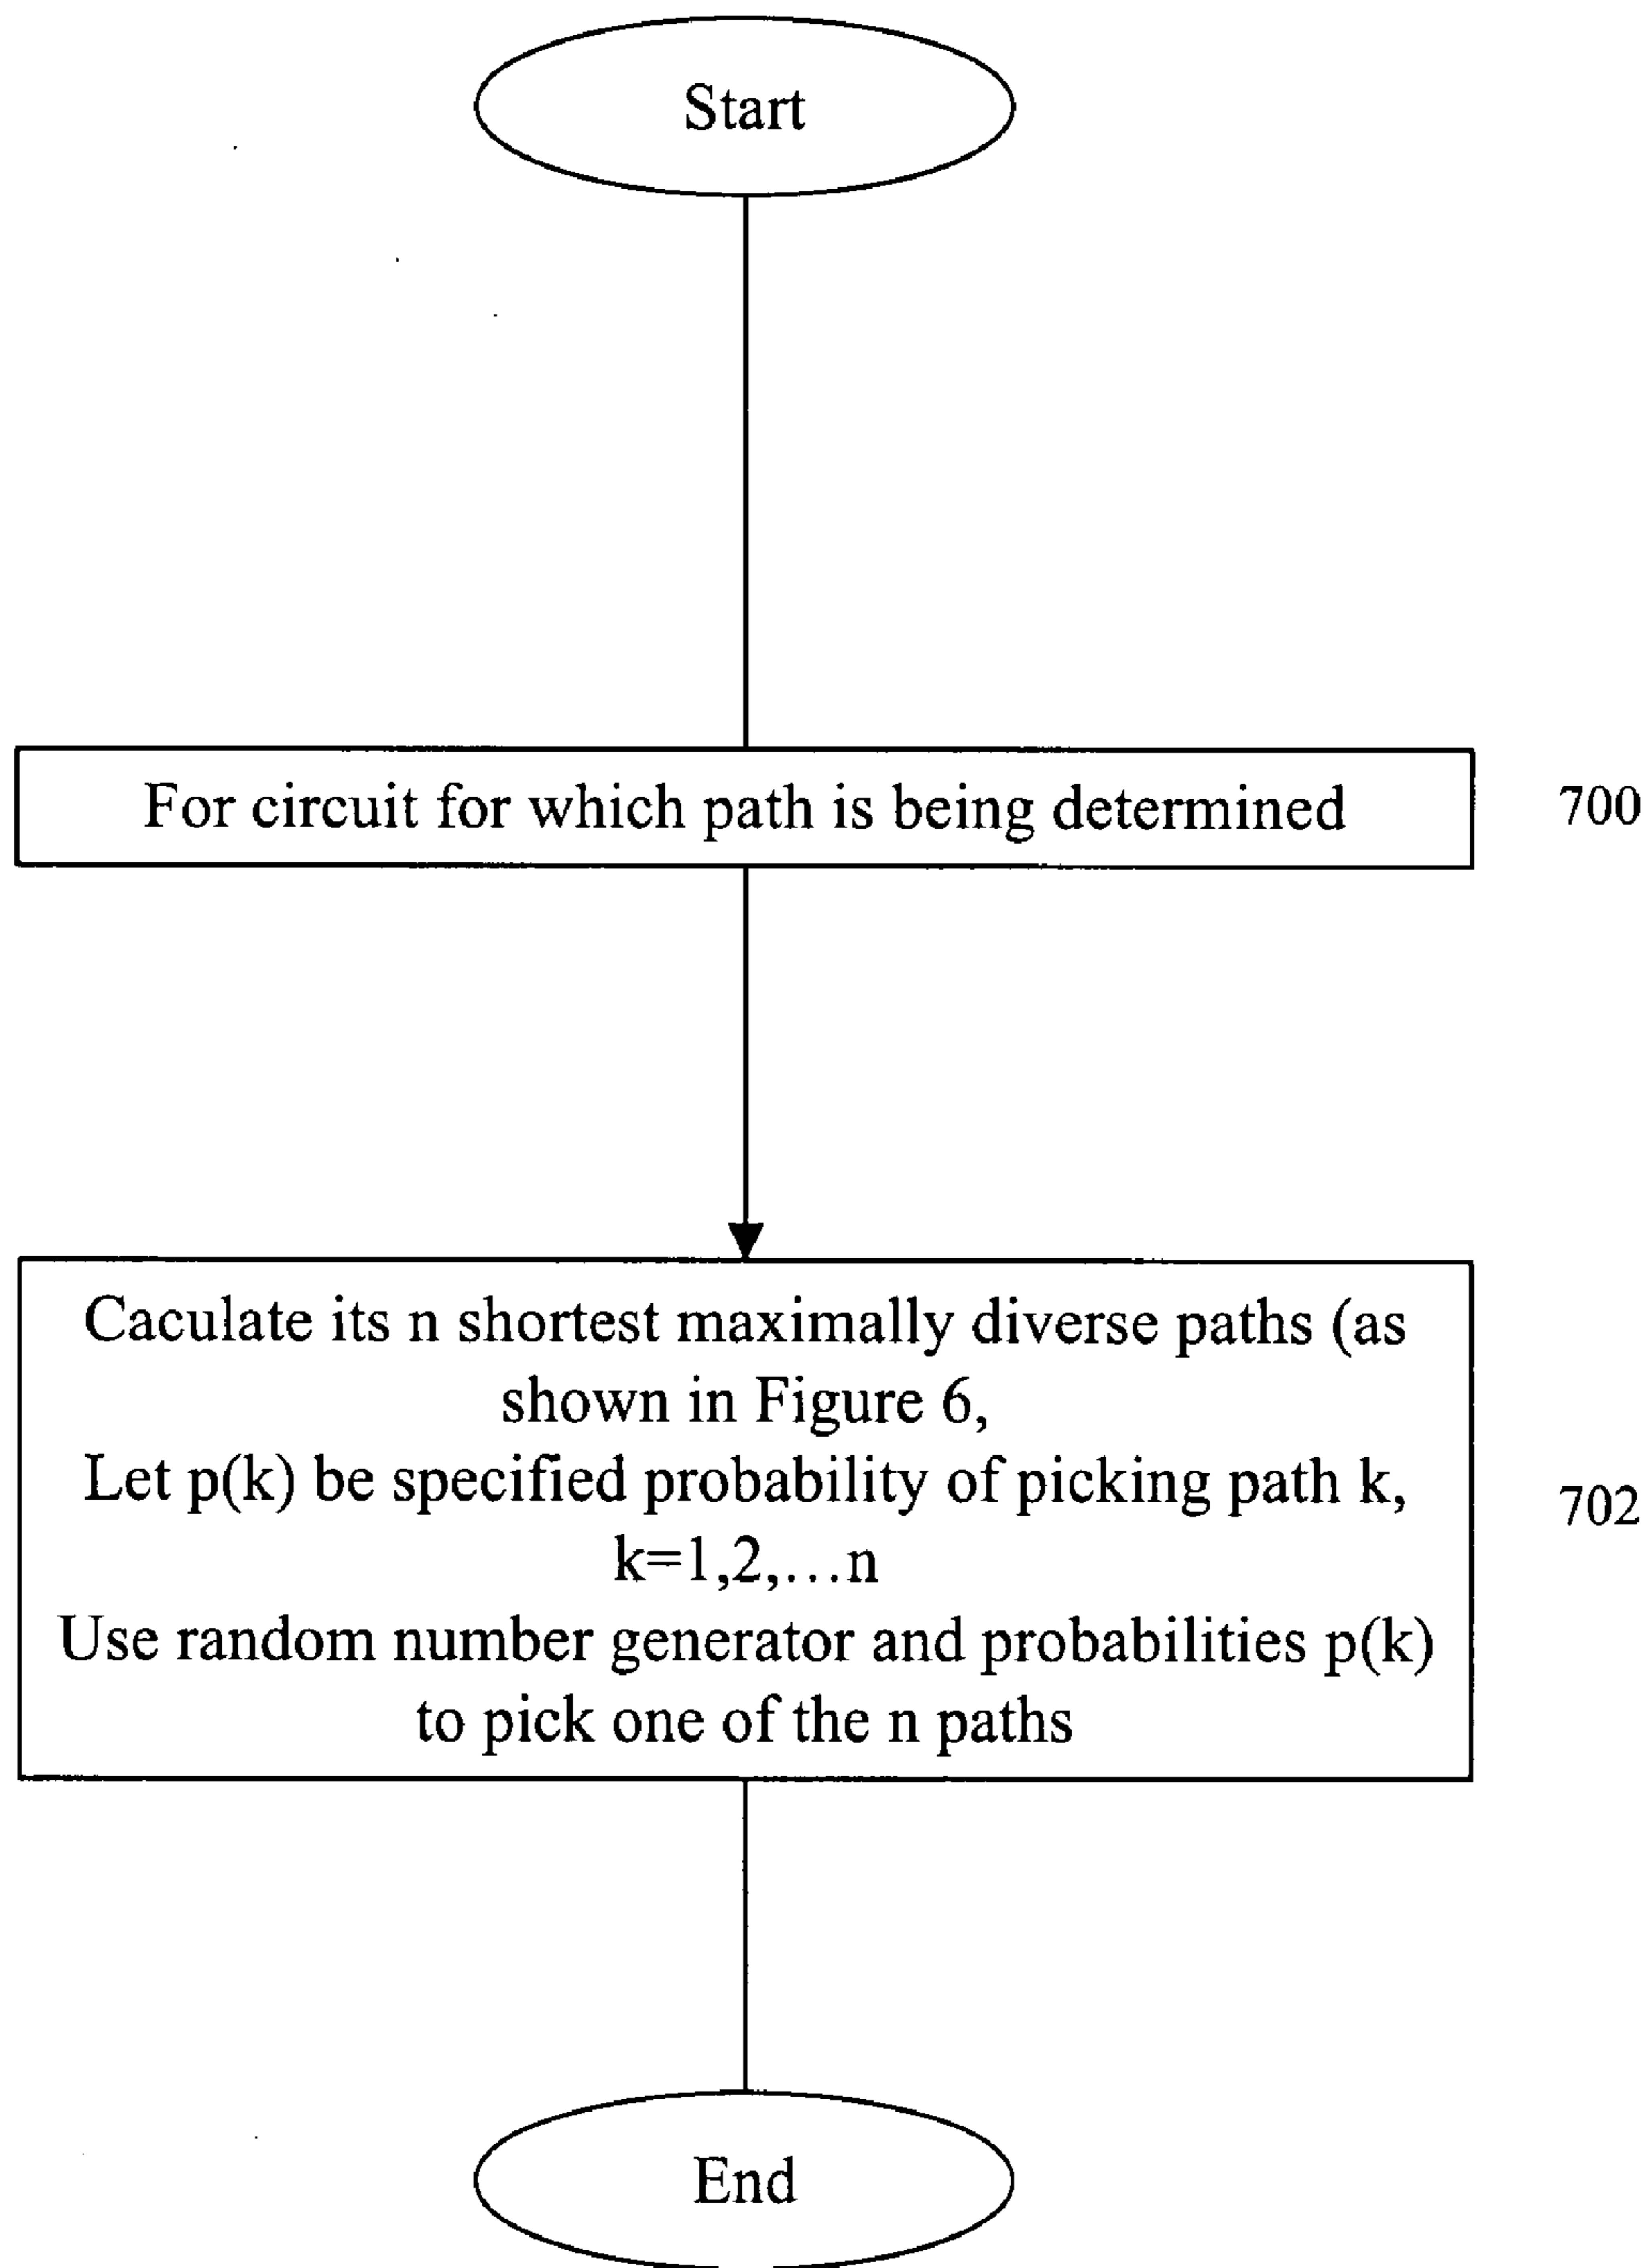 Start
For circuit for which path is being determined
700
Caculate its n shortest maximally diverse paths (as
shown in Figure 6,
Let p(k) be specified probability of picking path k,
k=1,2,...n
Use random number generator and probabilities p(k)
to pick one of the n paths
702
End